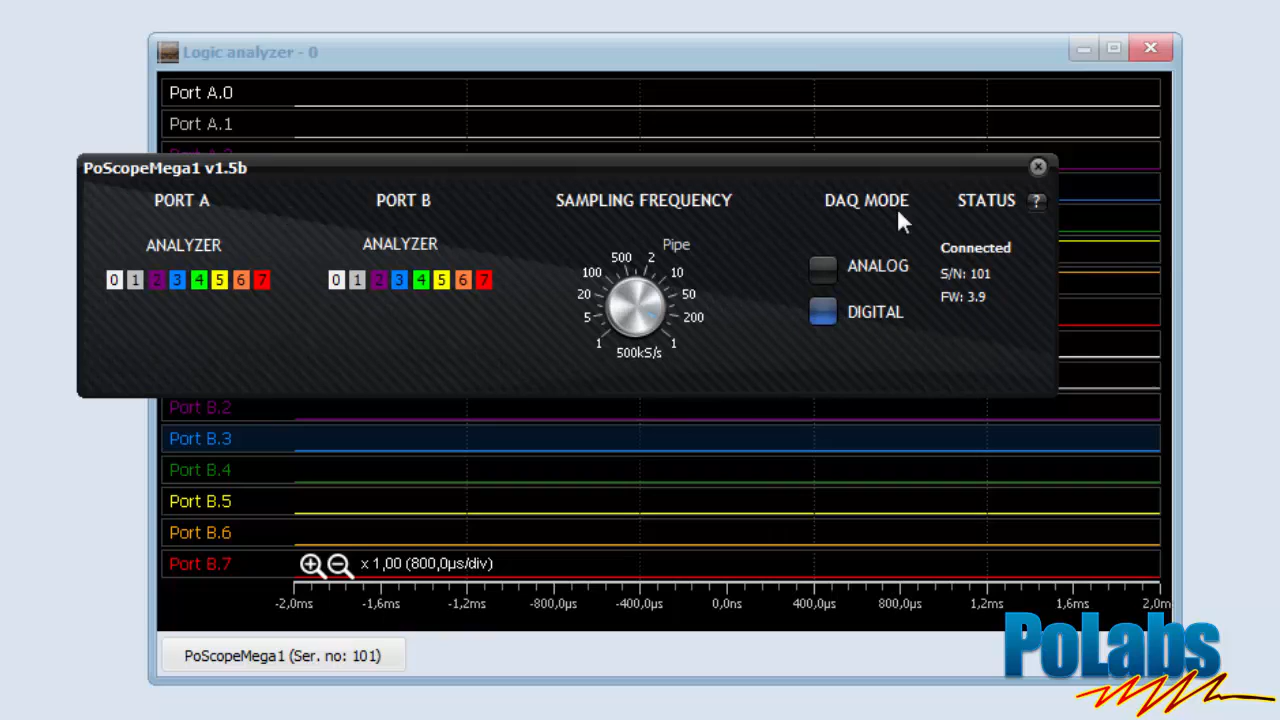 Logic analyzer - 0
Port A.0
Port A.1
PoScopeMega1 v1.5b
PORT A
PORT B
SAMPLING FREQUENCY
DAQ MODE
STATUS
?
ANALYZER
0 1 2 3 4 5 6 7
ANALYZER
0 1 2 3 4 5 6 7
Pipe
500 2
100 10
20 50
5 200
1 1
500kS/s
ANALOG
DIGITAL
Connected
S/N: 101
FW: 3.9
Port B.2
Port B.3
Port B.4
Port B.5
Port B.6
Port B.7
x 1,00 (800,0µs/div)
-2,0ms -1,6ms -1,2ms -800,0µs -400,0µs 0,0ns 400,0µs 800,0µs 1,2ms 1,6ms 2,0m
PoScopeMega1 (Ser. no: 101)
PoLabs